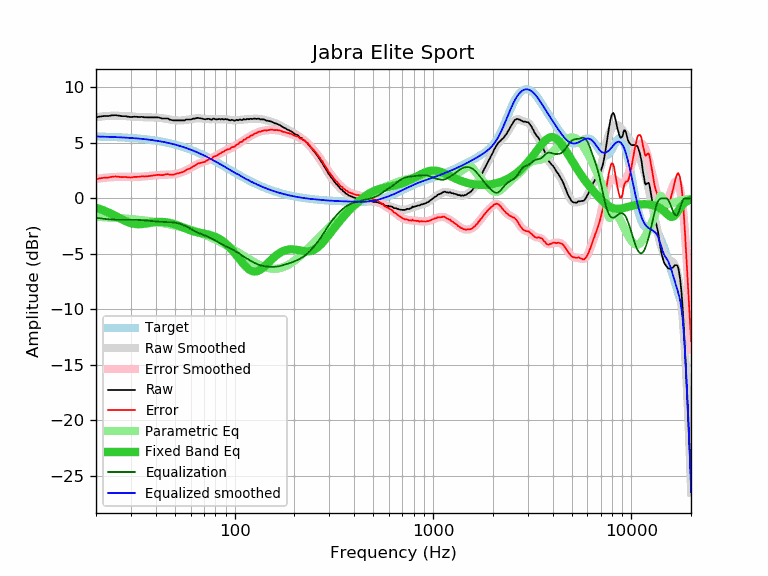 Jabra Elite Sport
Amplitude (dBr)
10
5
0
−5
−10
−15
−20
−25
Target
Raw Smoothed
Error Smoothed
Raw
Error
Parametric Eq
Fixed Band Eq
Equalization
Equalized smoothed
100
1000
10000
Frequency (Hz)